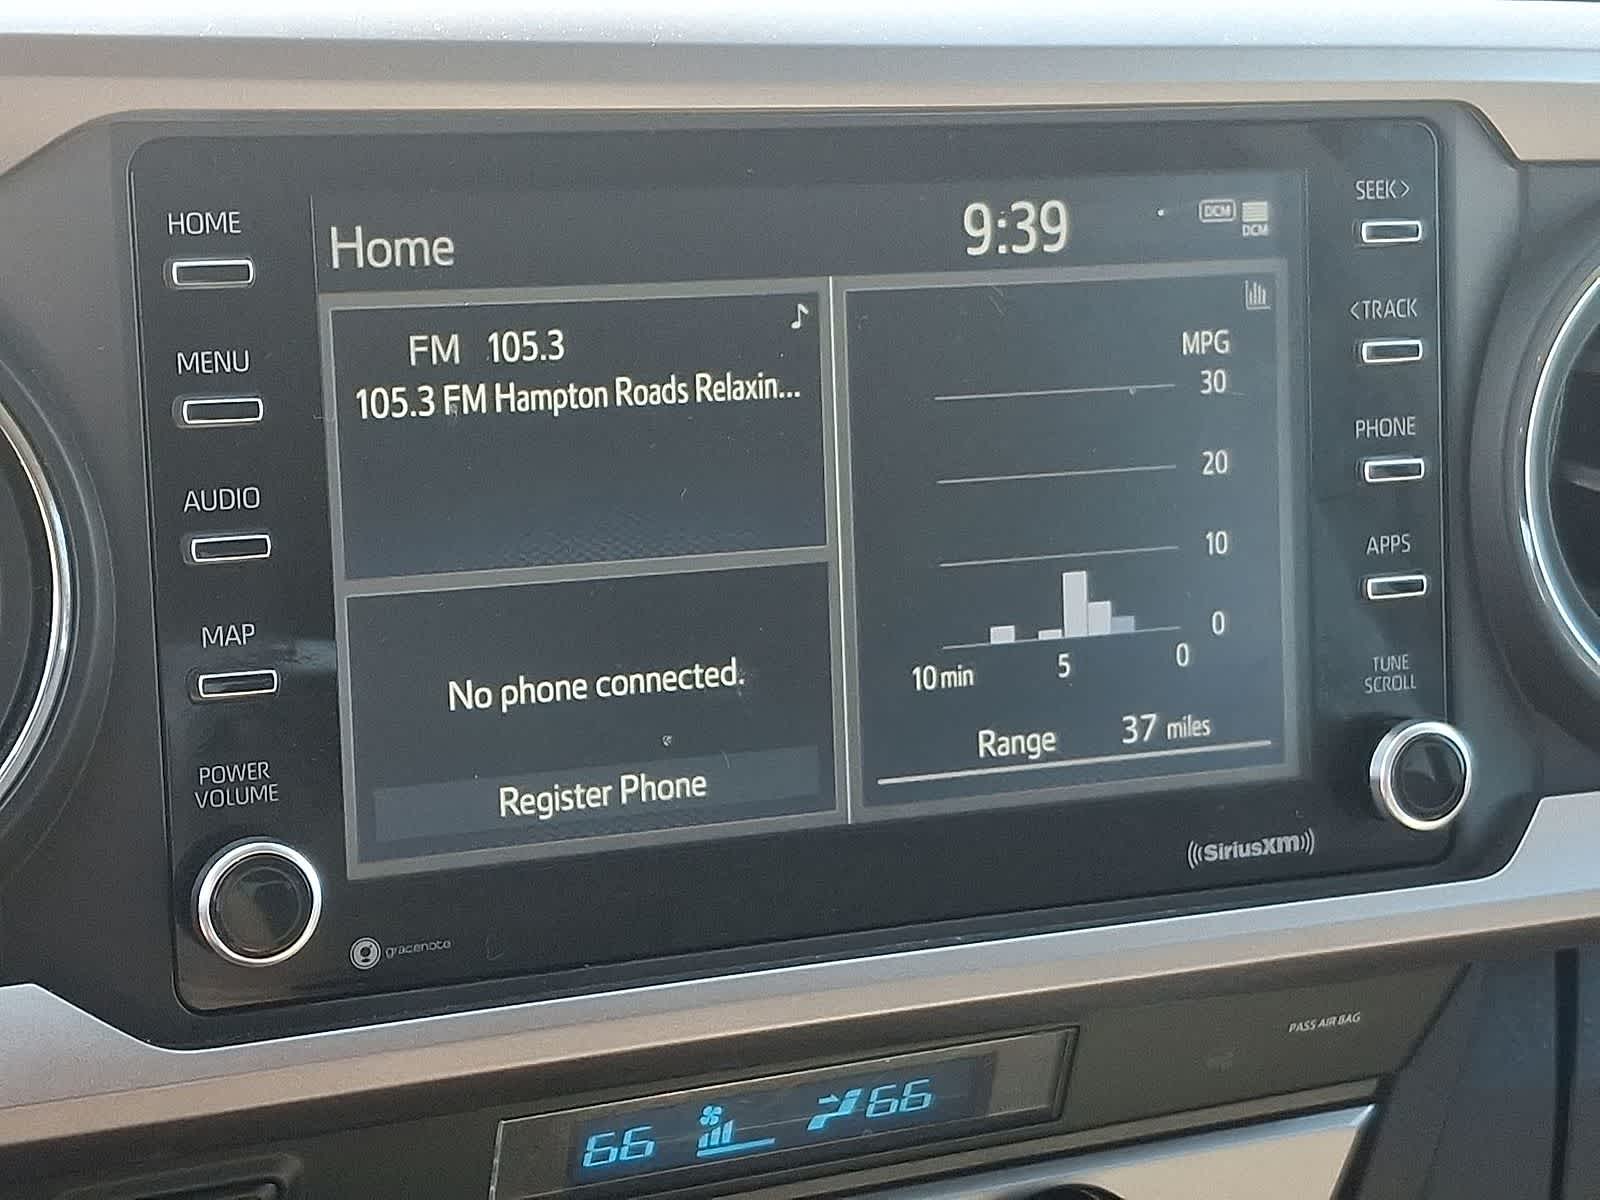 HOME
MENU
AUDIO
MAP
POWER
VOLUME
Home
9:39
DCM
DCM
FM 105.3
105.3 FM Hampton Roads Relaxin...
No phone connected.
Register Phone
MPG
30
20
10
0
10 min 5 0
Range 37 miles
SEEK>
<TRACK
PHONE
APPS
TUNE
SCROLL
((SiriusXM))
gracenote
PASS AIR BAG
66 66